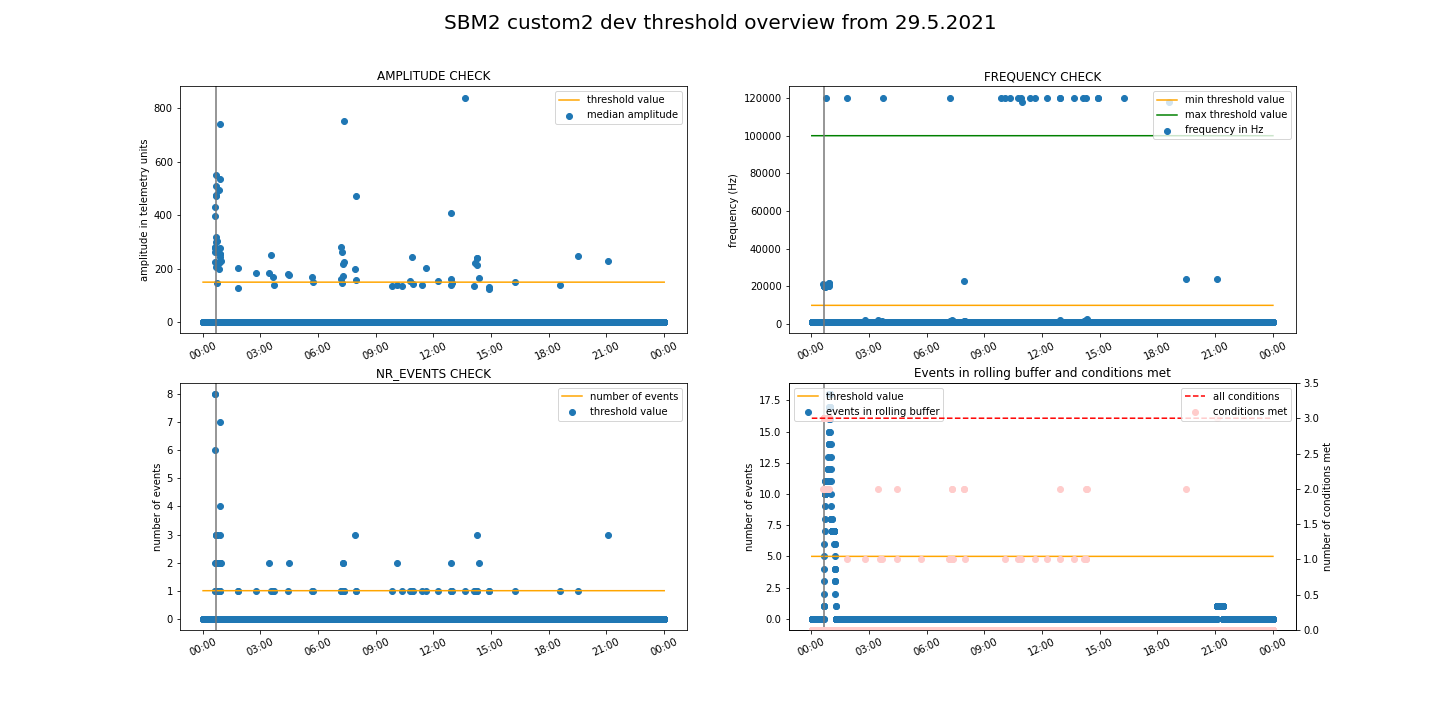 SBM2 custom2 dev threshold overview from 29.5.2021
AMPLITUDE CHECK
threshold value
median amplitude
amplitude in telemetry units
800
600
400
200
0
00:00 03:00 06:00 09:00 12:00 15:00 18:00 21:00 00:00
FREQUENCY CHECK
min threshold value
max threshold value
frequency in Hz
frequency (Hz)
120000
100000
80000
60000
40000
20000
0
00:00 03:00 06:00 09:00 12:00 15:00 18:00 21:00 00:00
NR_EVENTS CHECK
number of events
threshold value
number of events
8
7
6
5
4
3
2
1
0
00:00 03:00 06:00 09:00 12:00 15:00 18:00 21:00 00:00
Events in rolling buffer and conditions met
threshold value
events in rolling buffer
all conditions
conditions met
number of events
17.5
15.0
12.5
10.0
7.5
5.0
2.5
0.0
3.5
3.0
2.5
2.0
1.5
1.0
0.5
0.0
number of conditions met
00:00 03:00 06:00 09:00 12:00 15:00 18:00 21:00 00:00